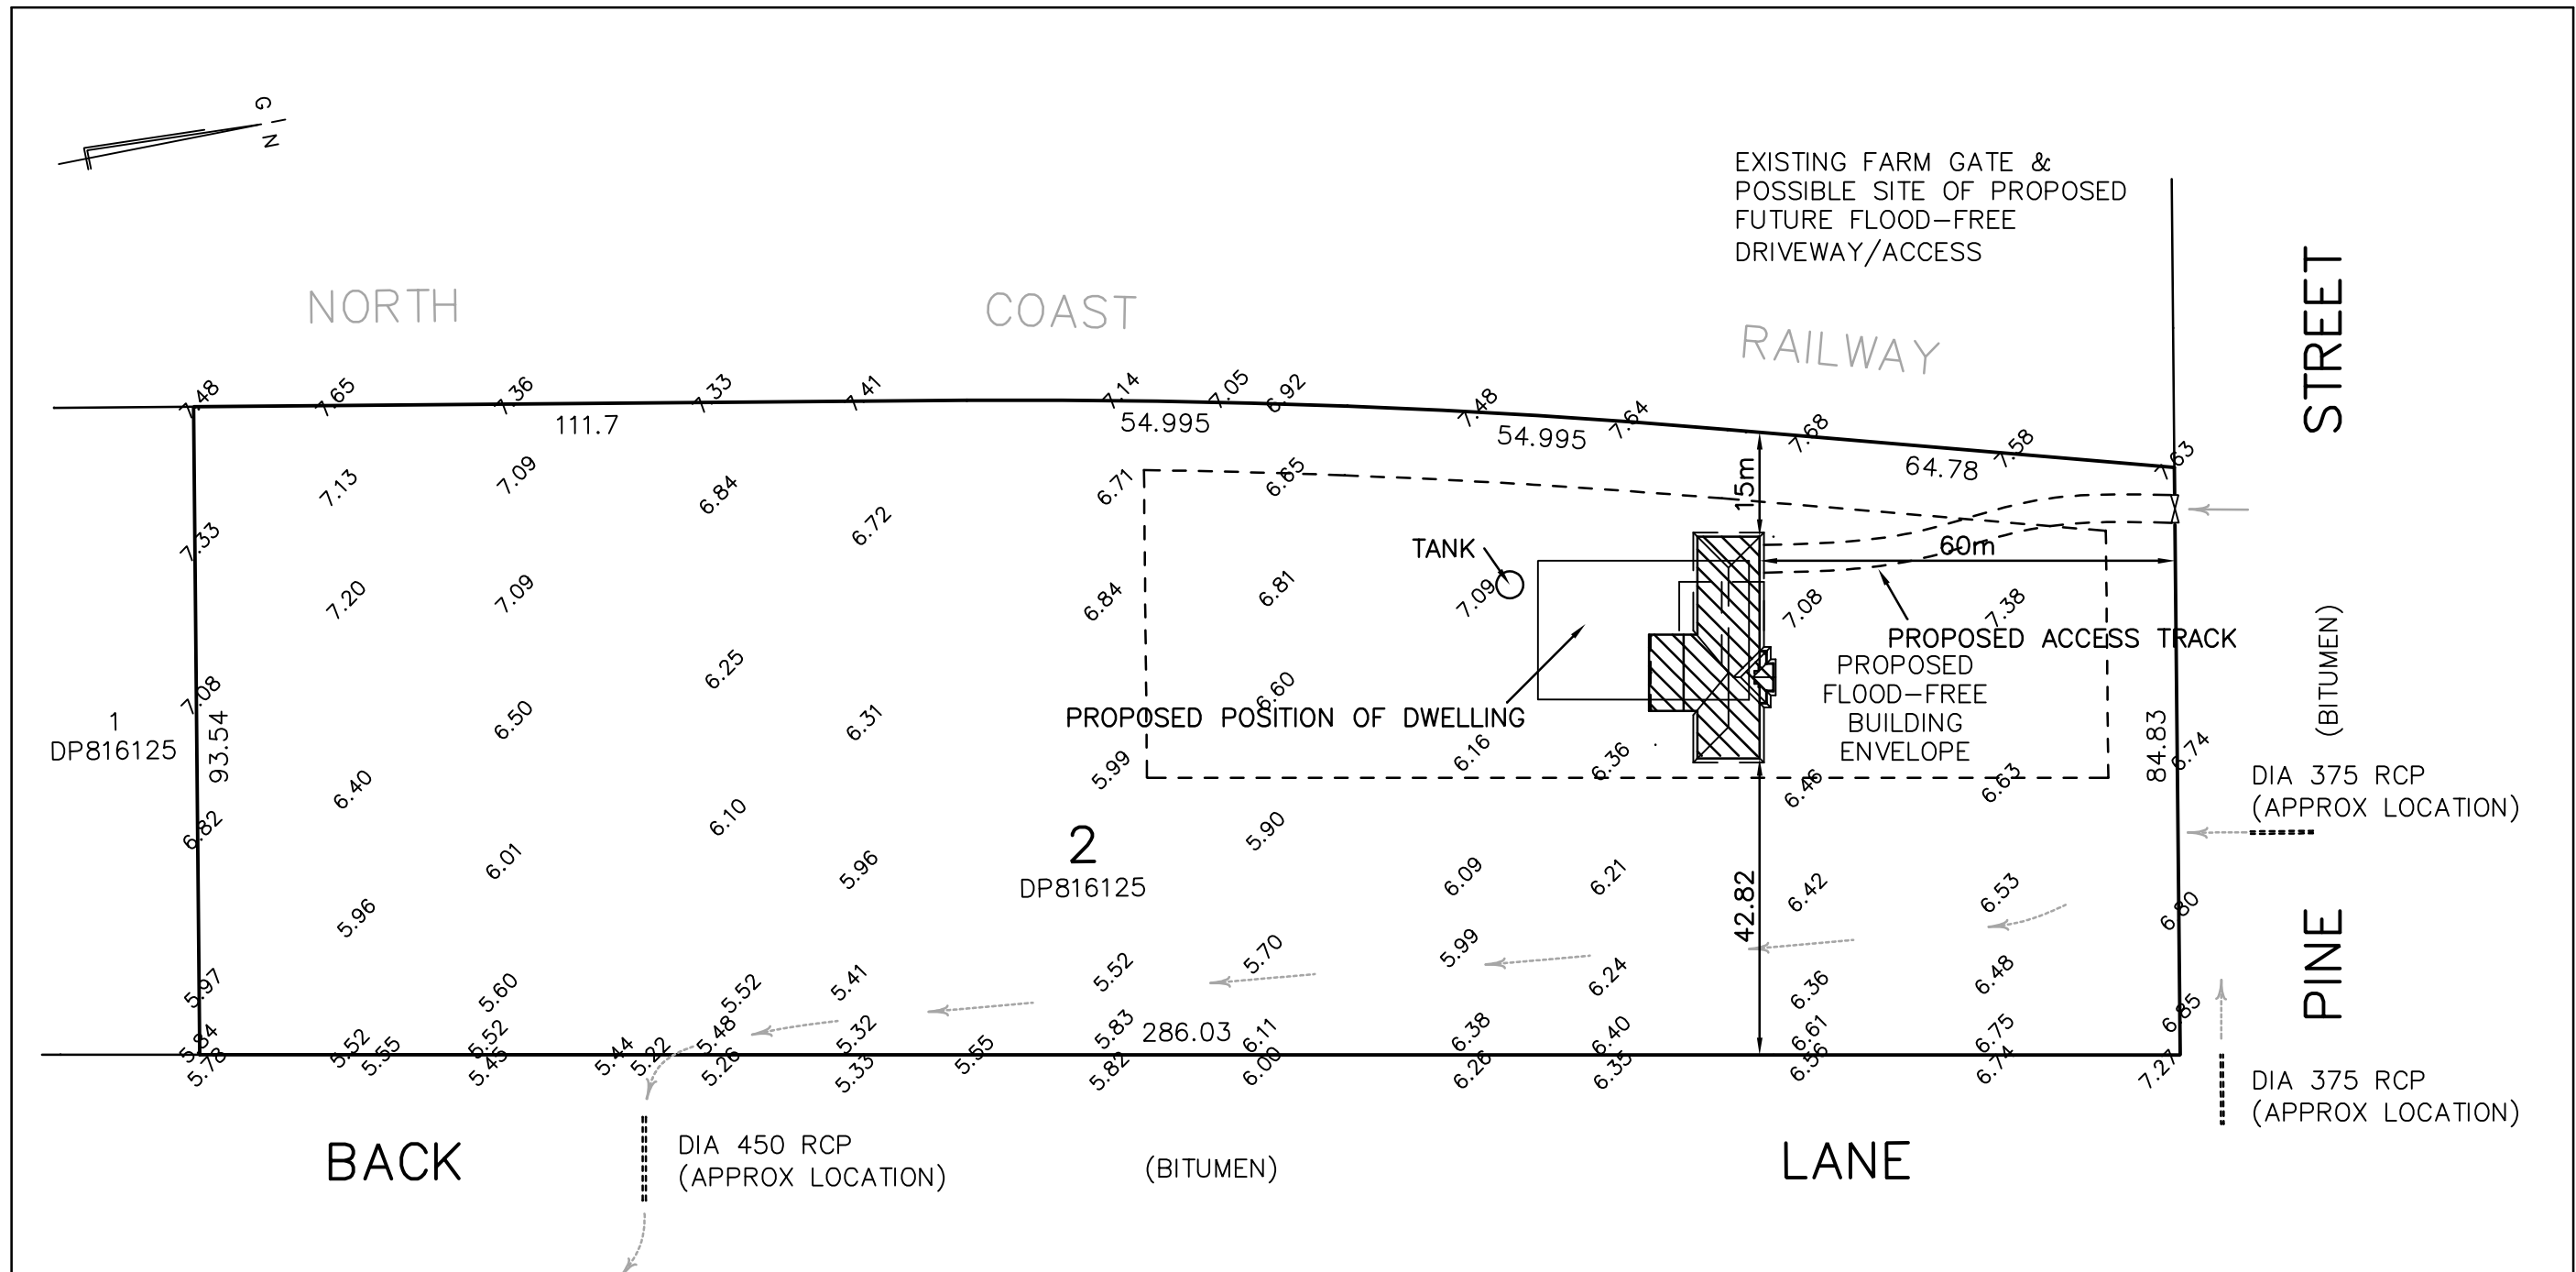 G
N
EXISTING FARM GATE &
POSSIBLE SITE OF PROPOSED
FUTURE FLOOD-FREE
DRIVEWAY/ACCESS
NORTH COAST RAILWAY
STREET
7.48 7.65 7.36 7.33 7.41 7.14 7.05 6.92 7.48 7.64 7.68 7.58 7.63
111.7 54.995 54.995 64.78
7.13 7.09 6.84 6.72 6.71 6.65 15m
7.33
TANK
60m
7.20 7.09 6.84 6.81 7.09 7.08 7.38
PROPOSED ACCESS TRACK
(BITUMEN)
PROPOSED
FLOOD-FREE
BUILDING
ENVELOPE
7.08 6.50 6.25 6.31 6.60
PROPOSED POSITION OF DWELLING
1
DP816125
93.54
84.83
6.40 5.99 6.16 6.36 6.46 6.63 6.74
DIA 375 RCP
(APPROX LOCATION)
6.82 6.01 6.10 5.96 5.90
2
DP816125
6.09 6.21 42.82 6.42 6.53 6.80
PINE
5.96
5.97 5.60 5.52 5.41 5.52 5.70 5.99 6.24 6.36 6.48 6.85
5.84 5.52 5.52 5.48 5.32 5.83 286.03 6.11 6.38 6.40 6.61 6.75
5.78 5.55 5.45 5.44 5.22 5.26 5.33 5.55 5.82 6.00 6.26 6.35 6.56 6.74 7.27
DIA 375 RCP
(APPROX LOCATION)
BACK LANE
DIA 450 RCP
(APPROX LOCATION)
(BITUMEN)